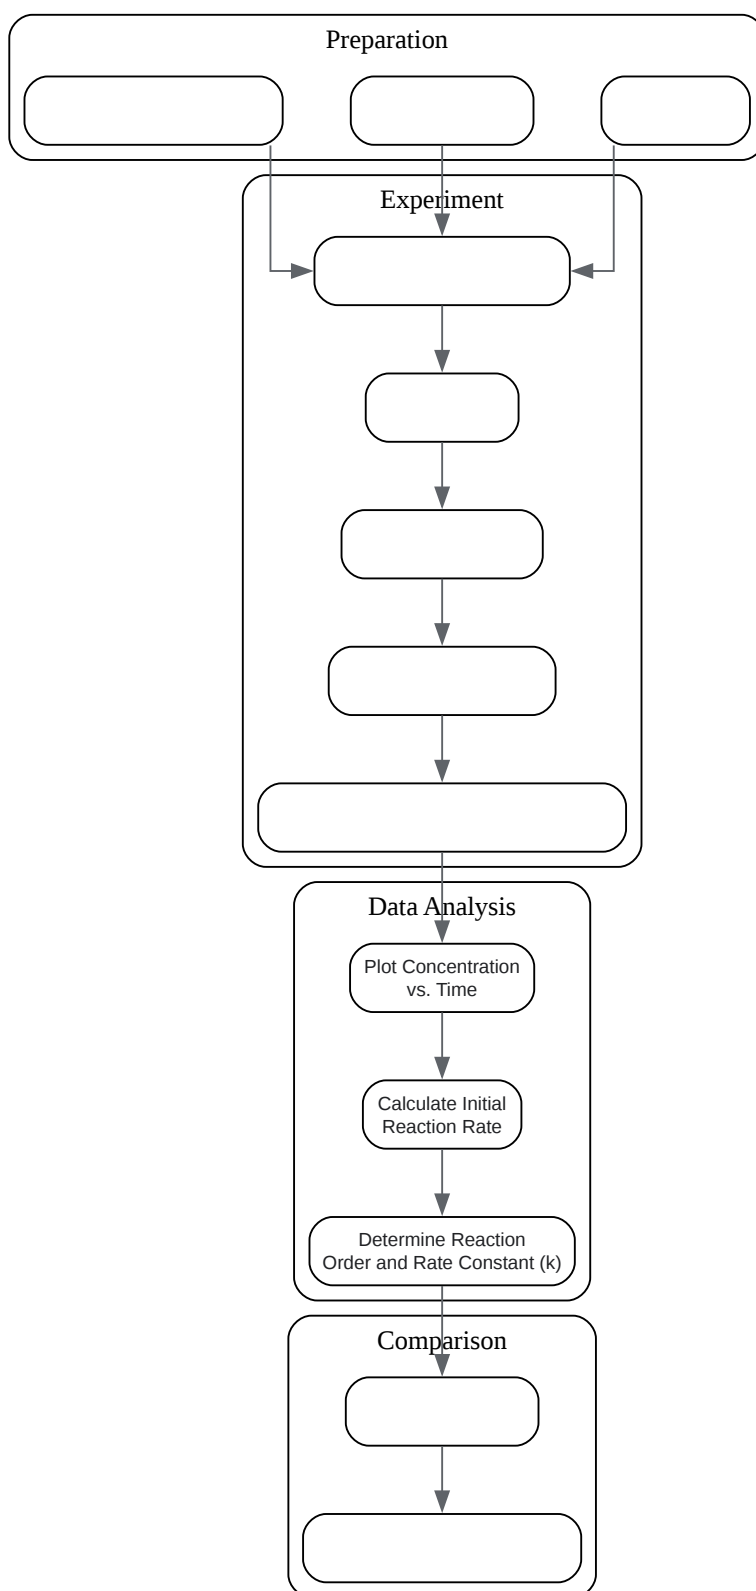 Preparation
Experiment
Data Analysis
Plot Concentration
vs. Time
Calculate Initial
Reaction Rate
Determine Reaction
Order and Rate Constant (k)
Comparison